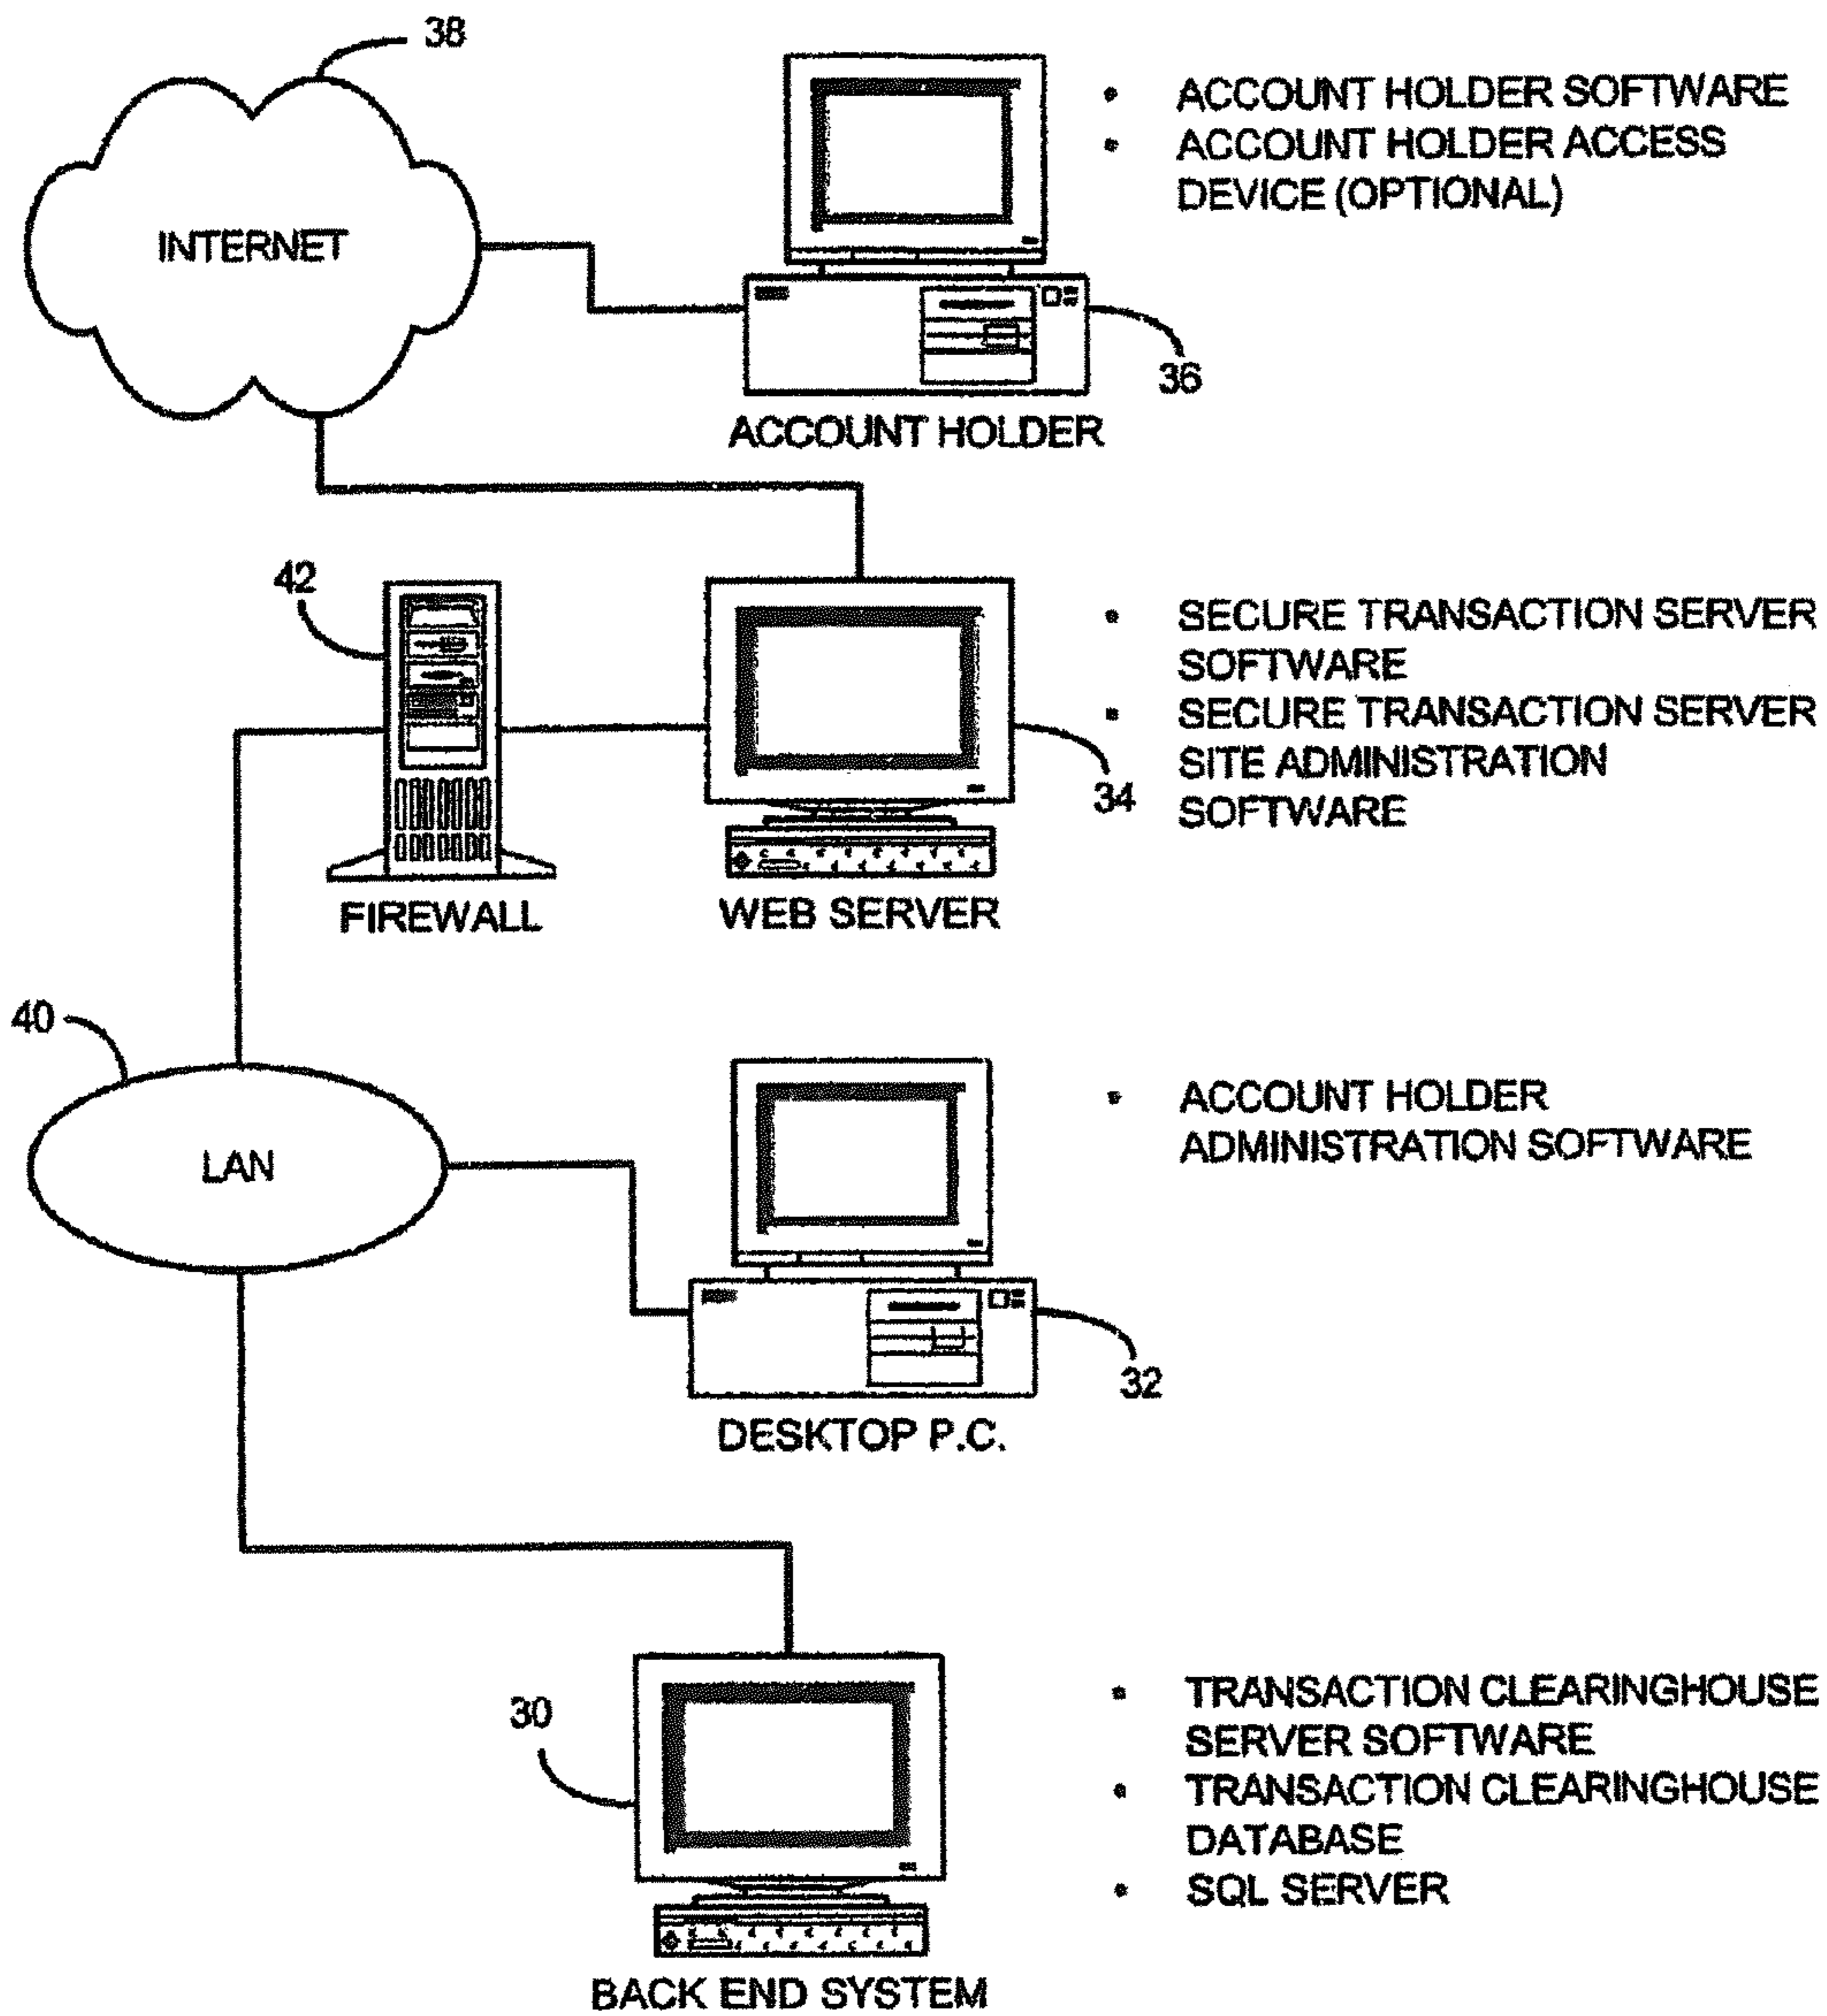 38
• ACCOUNT HOLDER SOFTWARE
• ACCOUNT HOLDER ACCESS
DEVICE (OPTIONAL)
INTERNET
36
ACCOUNT HOLDER
42
• SECURE TRANSACTION SERVER
SOFTWARE
• SECURE TRANSACTION SERVER
SITE ADMINISTRATION
SOFTWARE
34
FIREWALL
WEB SERVER
40
• ACCOUNT HOLDER
ADMINISTRATION SOFTWARE
LAN
32
DESKTOP P.C.
30
• TRANSACTION CLEARINGHOUSE
SERVER SOFTWARE
• TRANSACTION CLEARINGHOUSE
DATABASE
• SQL SERVER
BACK END SYSTEM